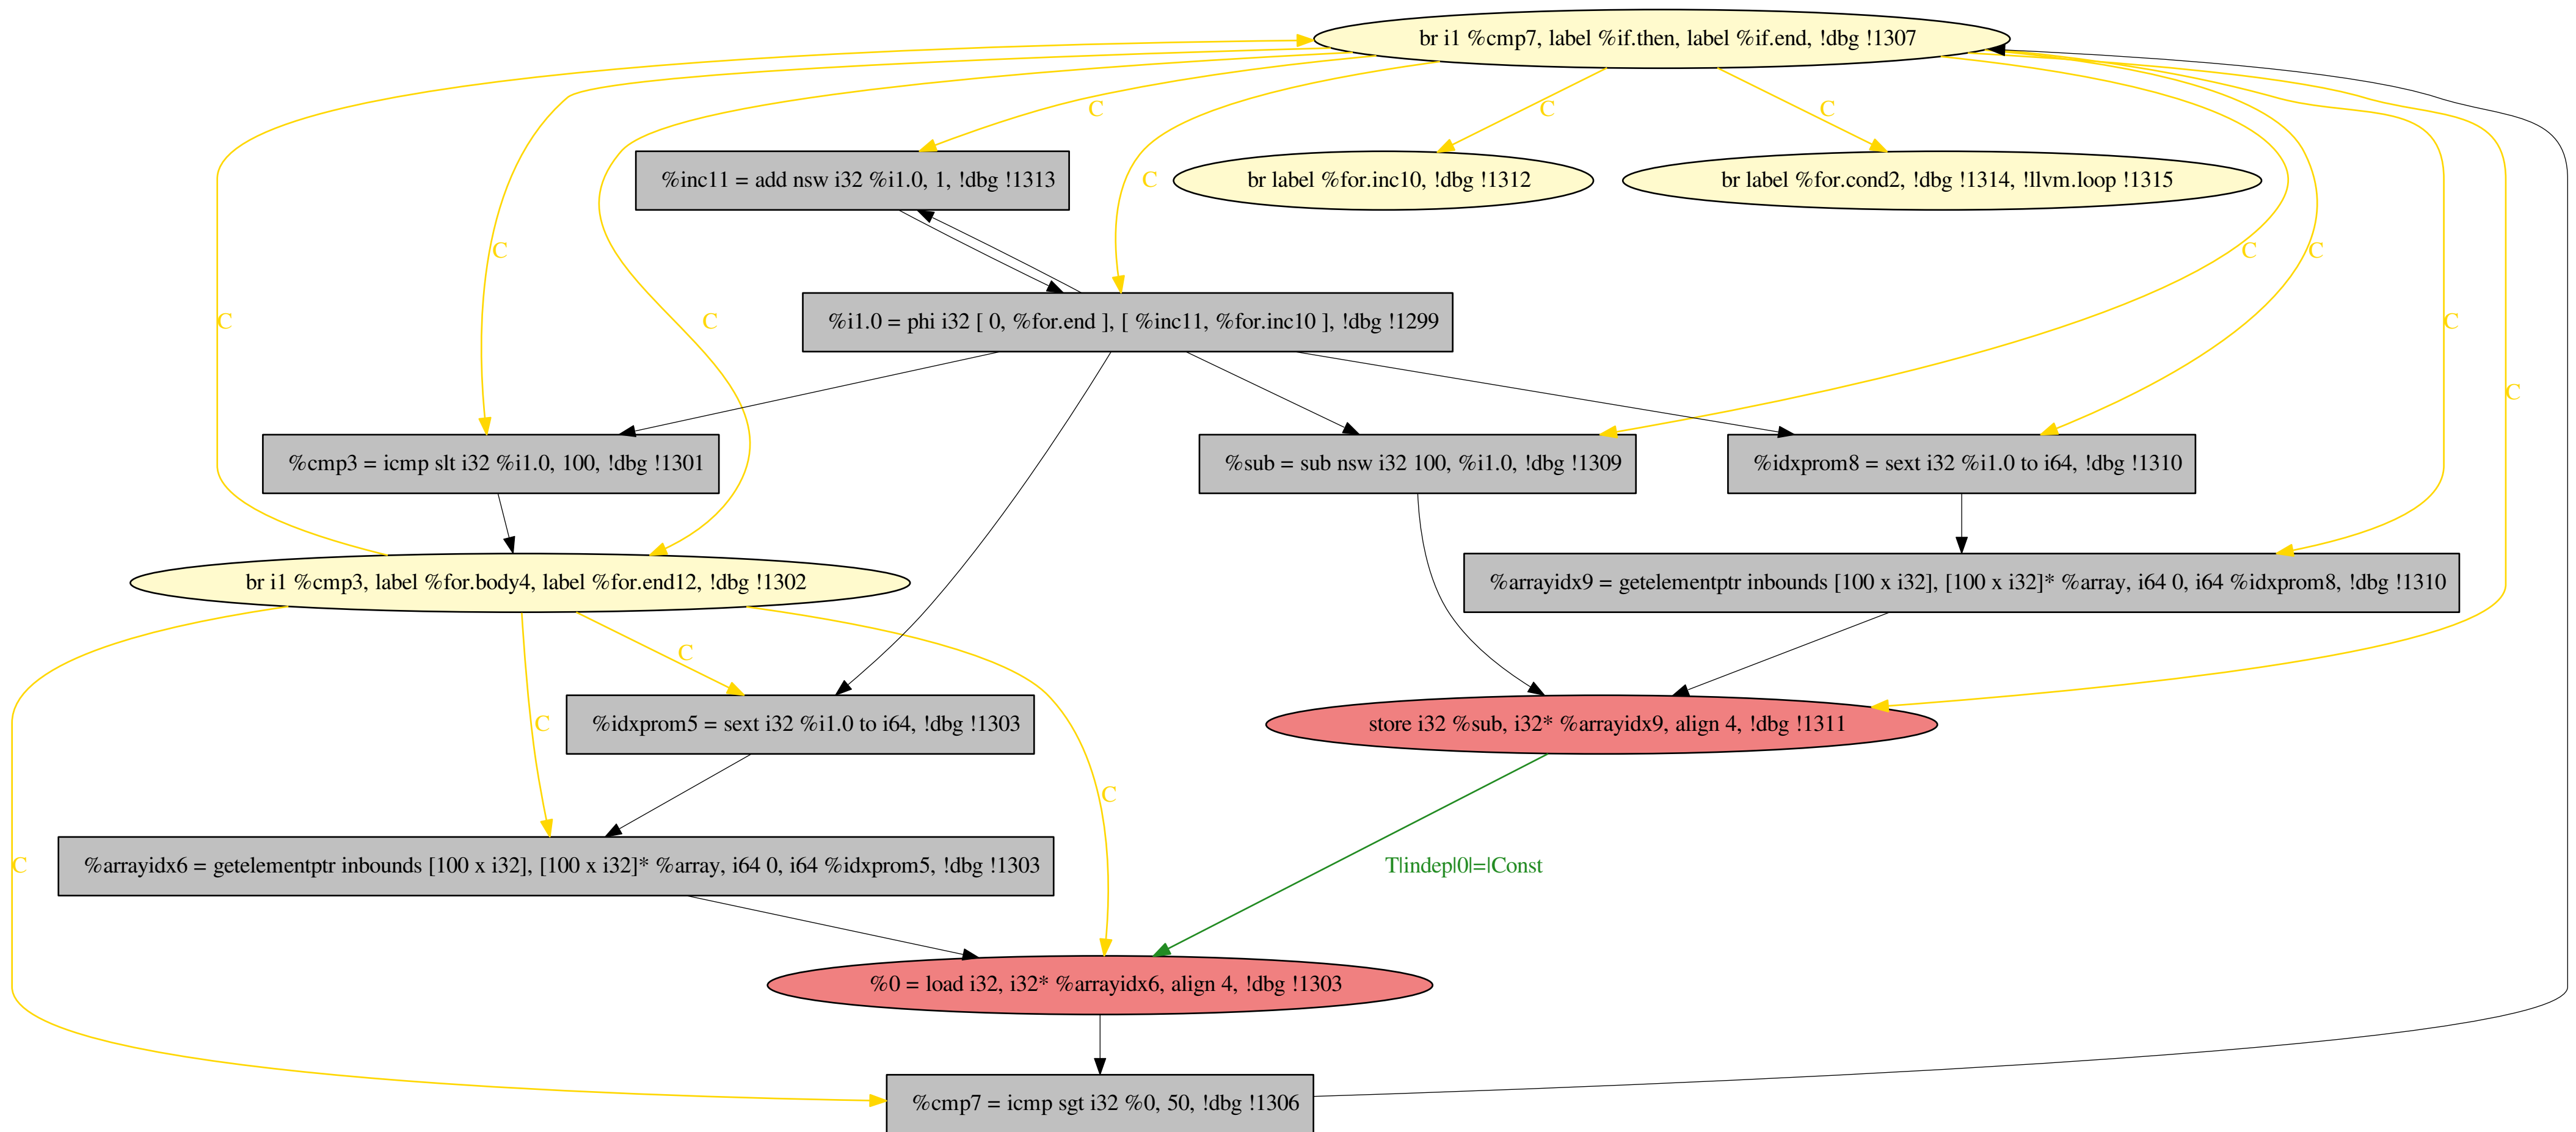 br i1 %cmp7, label %if.then, label %if.end, !dbg !1307
C
C
C
%inc11 = add nsw i32 %i1.0, 1, !dbg !1313
C
br label %for.inc10, !dbg !1312
br label %for.cond2, !dbg !1314, !llvm.loop !1315
C
C
C
C
C
%i1.0 = phi i32 [ 0, %for.end ], [ %inc11, %for.inc10 ], !dbg !1299
C
C
%cmp3 = icmp slt i32 %i1.0, 100, !dbg !1301
%sub = sub nsw i32 100, %i1.0, !dbg !1309
%idxprom8 = sext i32 %i1.0 to i64, !dbg !1310
br i1 %cmp3, label %for.body4, label %for.end12, !dbg !1302
%arrayidx9 = getelementptr inbounds [100 x i32], [100 x i32]* %array, i64 0, i64 %idxprom8, !dbg !1310
C
C
%idxprom5 = sext i32 %i1.0 to i64, !dbg !1303
store i32 %sub, i32* %arrayidx9, align 4, !dbg !1311
C
C
%arrayidx6 = getelementptr inbounds [100 x i32], [100 x i32]* %array, i64 0, i64 %idxprom5, !dbg !1303
T|indep|0|=|Const
%0 = load i32, i32* %arrayidx6, align 4, !dbg !1303
%cmp7 = icmp sgt i32 %0, 50, !dbg !1306